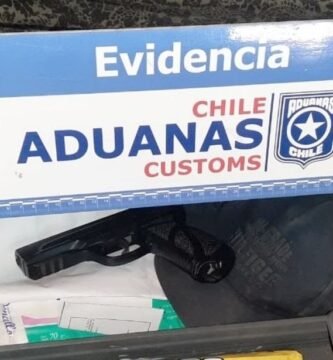 Evidencia
CHILE
ADUANAS
CUSTOMS
ADUANAS
CHILE